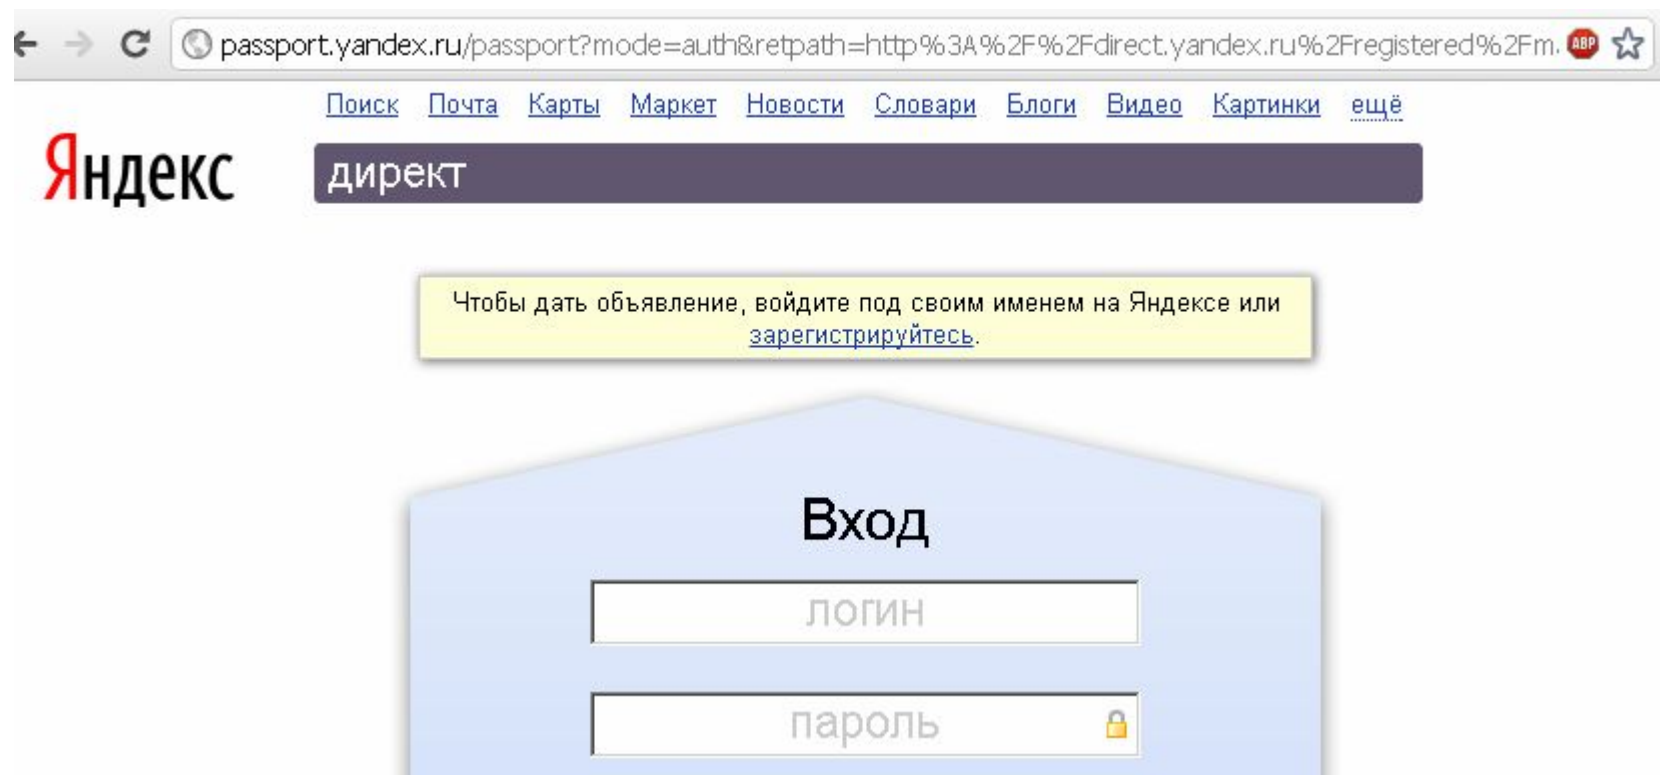 passport.yandex.ru/passport?mode=auth&retpath=http%3A%2F%2Fdirect.yandex.ru%2Fregistered%2Fm. ABP
Поиск Почта Карты Маркет Новости Словари Блоги Видео Картинки ещё
Яндекс директ
Чтобы дать объявление, войдите под своим именем на Яндексе или
зарегистрируйтесь.
Вход
логин
пароль